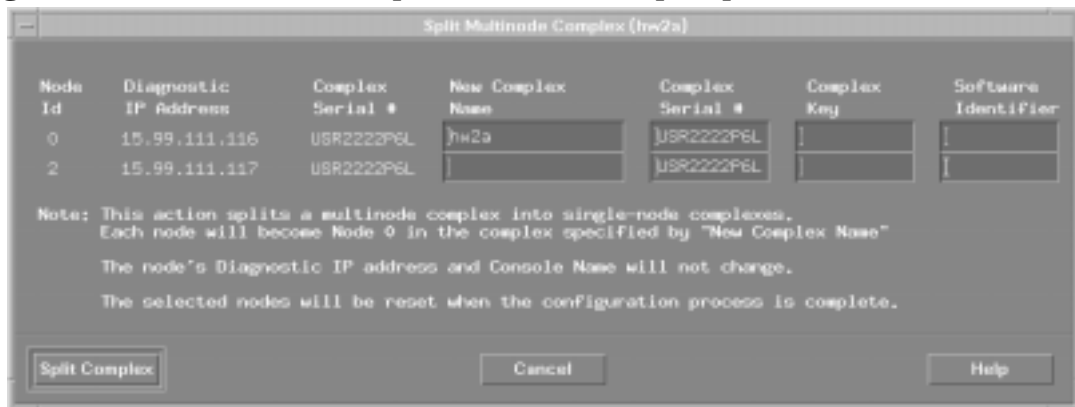 Split Multinode Complex (hw2a)
Node Diagnostic Complex New Complex Complex Complex Software
Id IP Address Serial # Name Serial # Key Identifier
0 15.99.111.116 USR2222P6L hw2a USR2222P6L
2 15.99.111.117 USR2222P6L USR2222P6L
Note: This action splits a multinode complex into single-node complexes.
Each node will become Node 0 in the complex specified by "New Complex Name"
The node's Diagnostic IP address and Console Name will not change.
The selected nodes will be reset when the configuration process is complete.
Split Complex Cancel Help